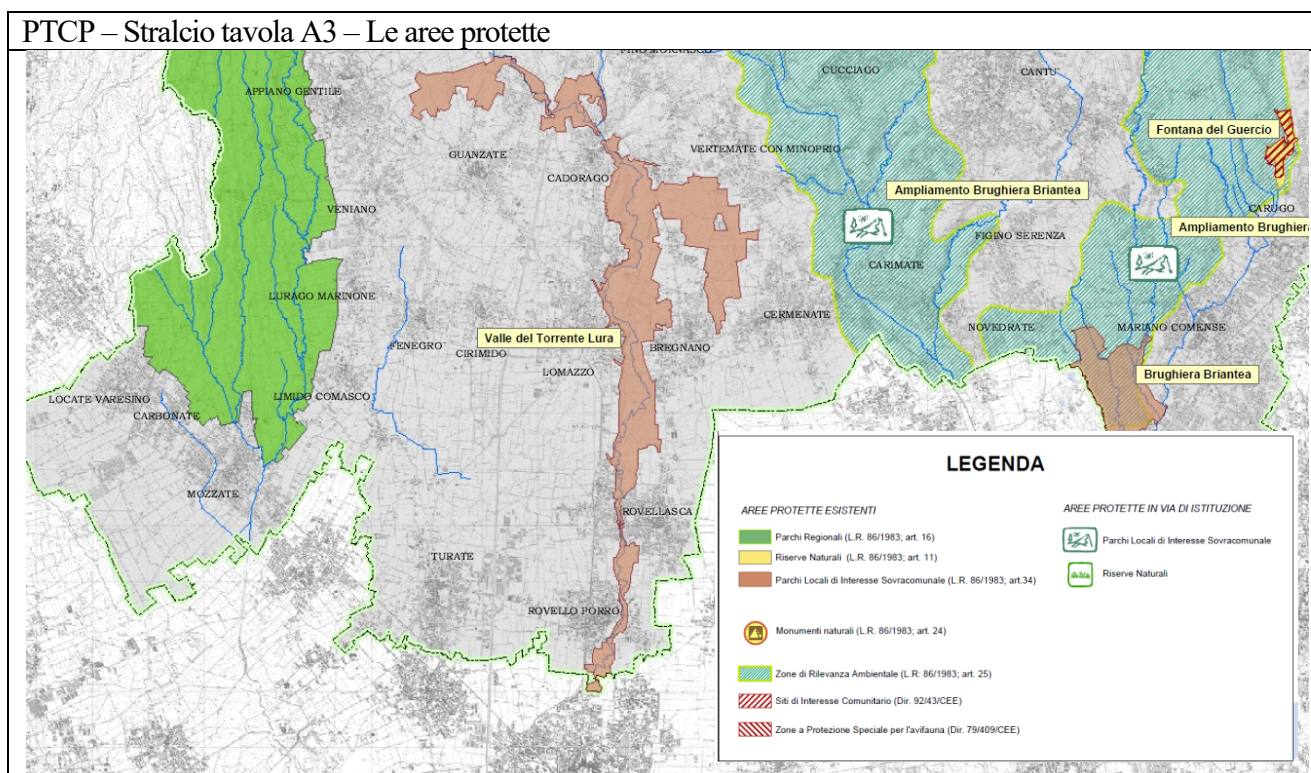 PTCP – Stralcio tavola A3 – Le aree protette
APPIANO GENTILE
CUCCIAGO
CANTU'
Fontana del Guercio
GUANZATE
VERTEMATE CON MINOPRIO
CADORAGO
Ampliamento Brughiera Briantea
VENIANO
CARUGO
Ampliamento Brughiera
FIGINO SERENZA
CARIMATE
LURAGO MARINONE
CERMENATE
NOVEDRATE
MARIANO COMENSE
Valle del Torrente Lura
FENEGRO'
CIRIMIDO
BREGNANO
LOMAZZO
Brughiera Briantea
LOCATE VARESINO
LIMIDO COMASCO
CARBONATE
MOZZATE
ROVELLASCA
TURATE
ROVELLO PORRO
LEGENDA
AREE PROTETTE ESISTENTI
Parchi Regionali (L.R. 86/1983; art. 16)
Riserve Naturali (L.R. 86/1983; art. 11)
Parchi Locali di Interesse Sovracomunale (L.R. 86/1983; art.34)
Monumenti naturali (L.R. 86/1983; art. 24)
Zone di Rilevanza Ambientale (L.R: 86/1983; art. 25)
Siti di Interesse Comunitario (Dir. 92/43/CEE)
Zone a Protezione Speciale per l'avifauna (Dir. 79/409/CEE)
AREE PROTETTE IN VIA DI ISTITUZIONE
Parchi Locali di Interesse Sovracomunale
Riserve Naturali